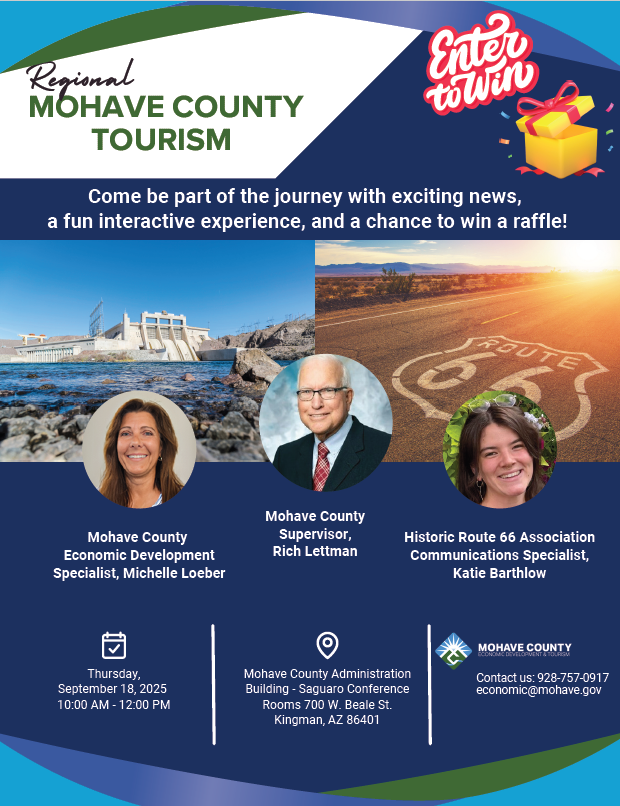 Enter
to Win
Regional
MOHAVE COUNTY
TOURISM
Come be part of the journey with exciting news,
a fun interactive experience, and a chance to win a raffle!
ROUTE
66
Mohave County
Economic Development
Specialist, Michelle Loeber
Mohave County
Supervisor,
Rich Lettman
Historic Route 66 Association
Communications Specialist,
Katie Barthlow
Thursday,
September 18, 2025
10:00 AM - 12:00 PM
Mohave County Administration
Building - Saguaro Conference
Rooms 700 W. Beale St.
Kingman, AZ 86401
MOHAVE COUNTY
ECONOMIC DEVELOPMENT & TOURISM
Contact us: 928-757-0917
economic@mohave.gov